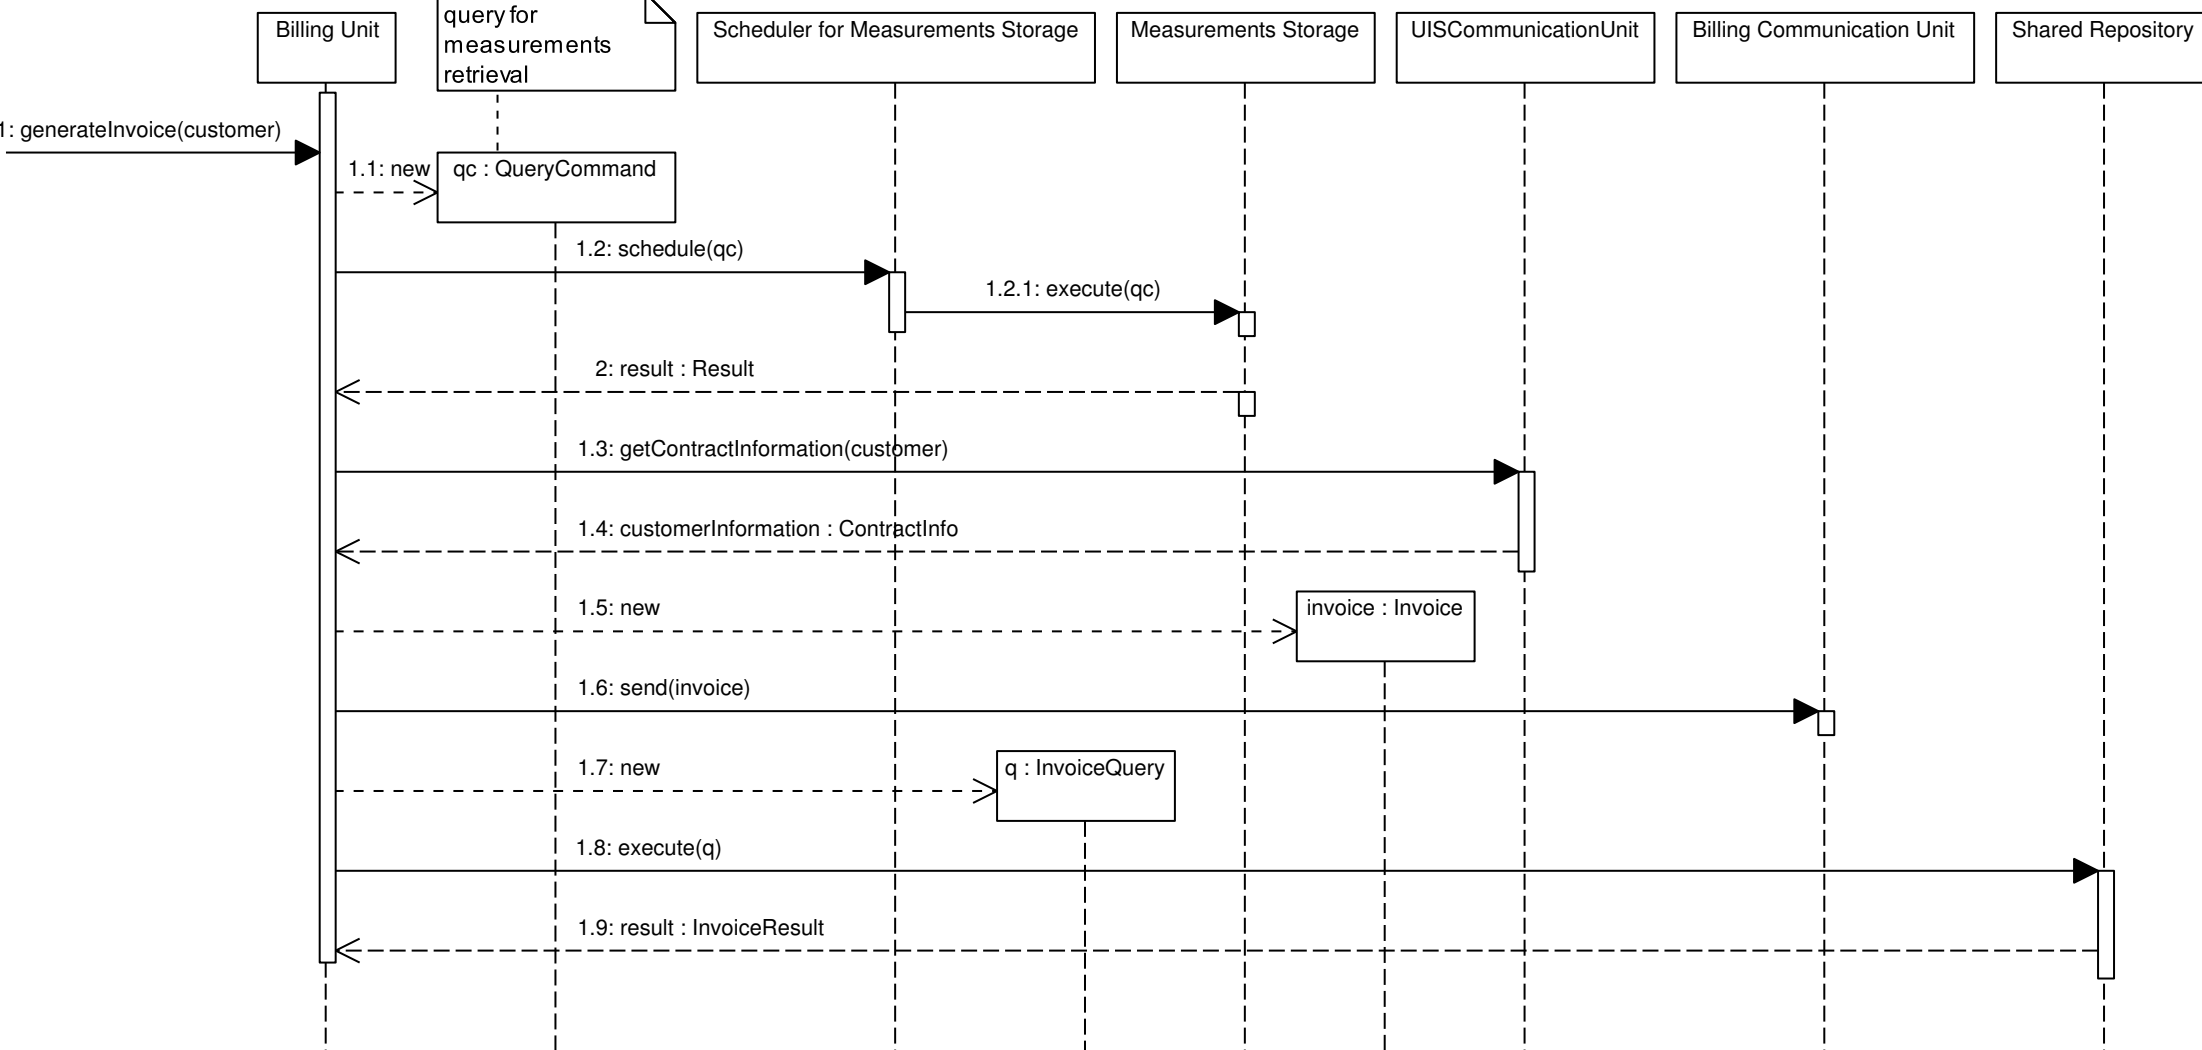 query for
measurements
retrieval
Billing Unit
Scheduler for Measurements Storage
Measurements Storage
UISCommunicationUnit
Billing Communication Unit
Shared Repository
1: generateInvoice(customer)
1.1: new
qc : QueryCommand
1.2: schedule(qc)
1.2.1: execute(qc)
2: result : Result
1.3: getContractInformation(customer)
1.4: customerInformation : ContractInfo
1.5: new
invoice : Invoice
1.6: send(invoice)
1.7: new
q : InvoiceQuery
1.8: execute(q)
1.9: result : InvoiceResult